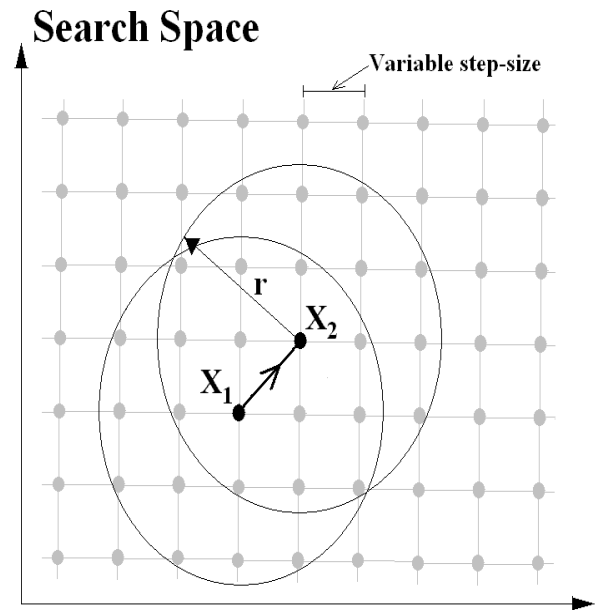 Search Space
Variable step-size
r
X₂
X₁